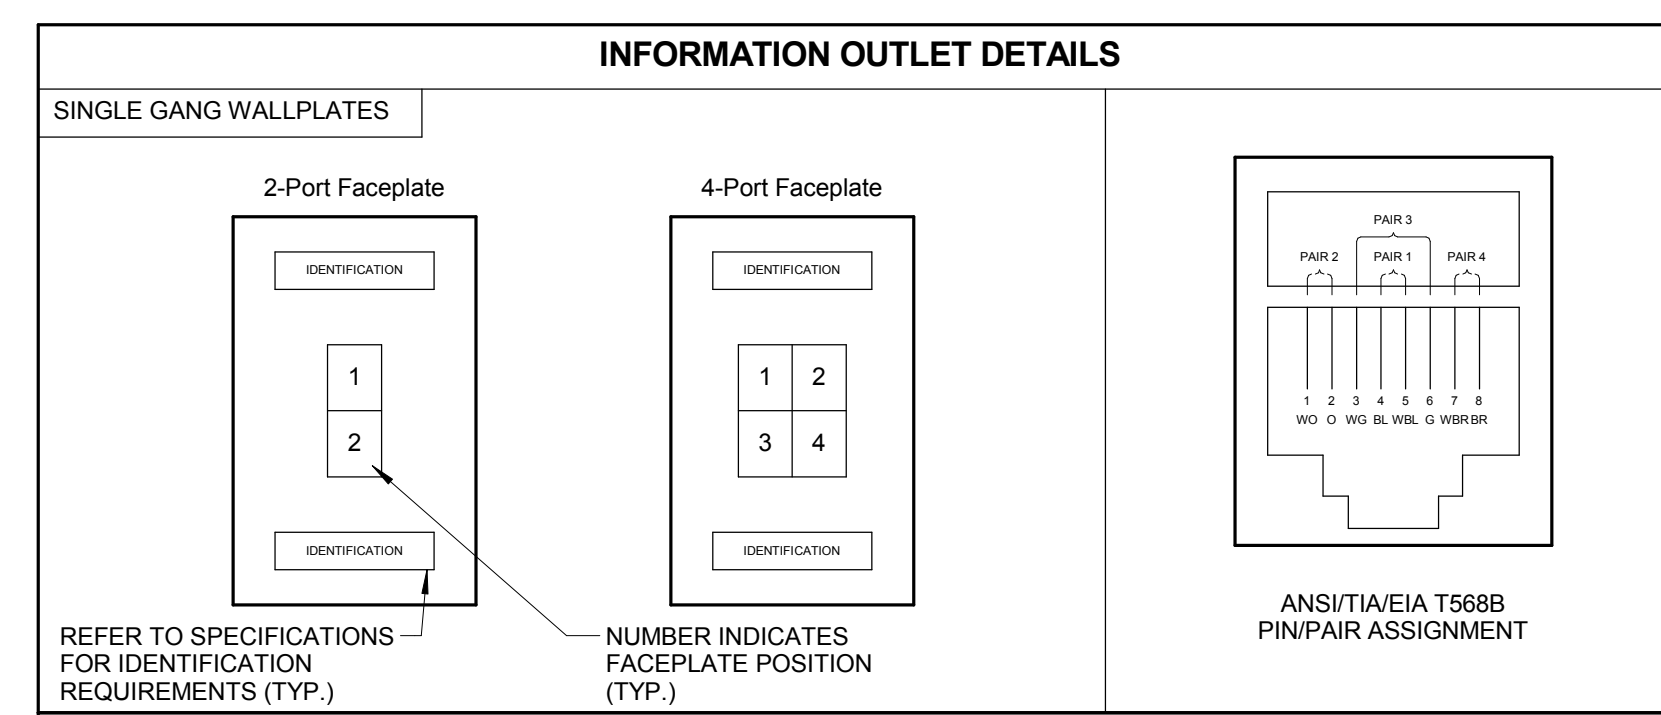 INFORMATION OUTLET DETAILS
SINGLE GANG WALLPLATES
2-Port Faceplate
IDENTIFICATION
1
2
IDENTIFICATION
REFER TO SPECIFICATIONS
FOR IDENTIFICATION
REQUIREMENTS (TYP.)
4-Port Faceplate
IDENTIFICATION
1 2
3 4
IDENTIFICATION
NUMBER INDICATES
FACEPLATE POSITION
(TYP.)
PAIR 3
PAIR 2 PAIR 1 PAIR 4
1 2 3 4 5 6 7 8
WO O WG BL WBL G WBR BR
ANSI/TIA/EIA T568B
PIN/PAIR ASSIGNMENT